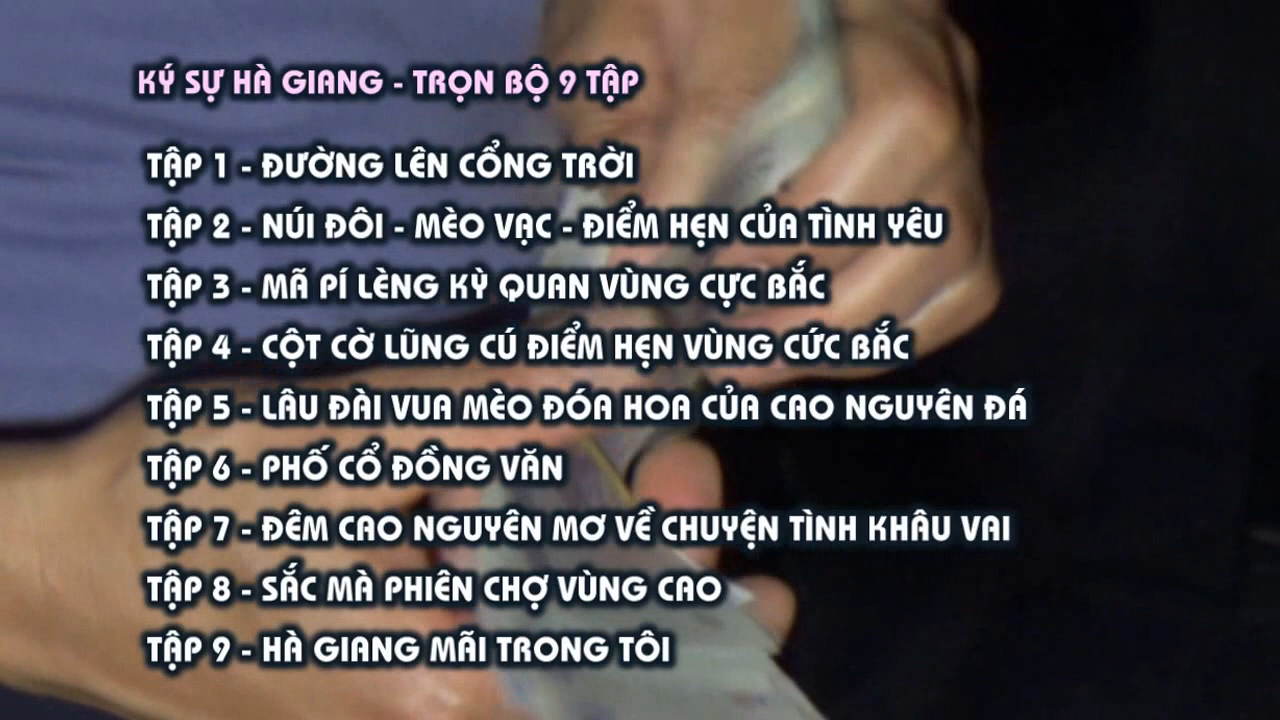 KÝ SỰ HÀ GIANG - TRỌN BỘ 9 TẬP
TẬP 1 - ĐƯỜNG LÊN CỔNG TRỜI
TẬP 2 - NÚI ĐÔI - MÈO VẠC - ĐIỂM HẸN CỦA TÌNH YÊU
TẬP 3 - MÃ PÍ LÈNG KỲ QUAN VÙNG CỰC BẮC
TẬP 4 - CỘT CỜ LŨNG CÚ ĐIỂM HẸN VÙNG CỨC BẮC
TẬP 5 - LÂU ĐÀI VUA MÈO ĐÓA HOA CỦA CAO NGUYÊN ĐÁ
TẬP 6 - PHỐ CỔ ĐỒNG VĂN
TẬP 7 - ĐÊM CAO NGUYÊN MƠ VỀ CHUYỆN TÌNH KHÂU VAI
TẬP 8 - SẮC MÀ PHIÊN CHỢ VÙNG CAO
TẬP 9 - HÀ GIANG MÃI TRONG TÔI